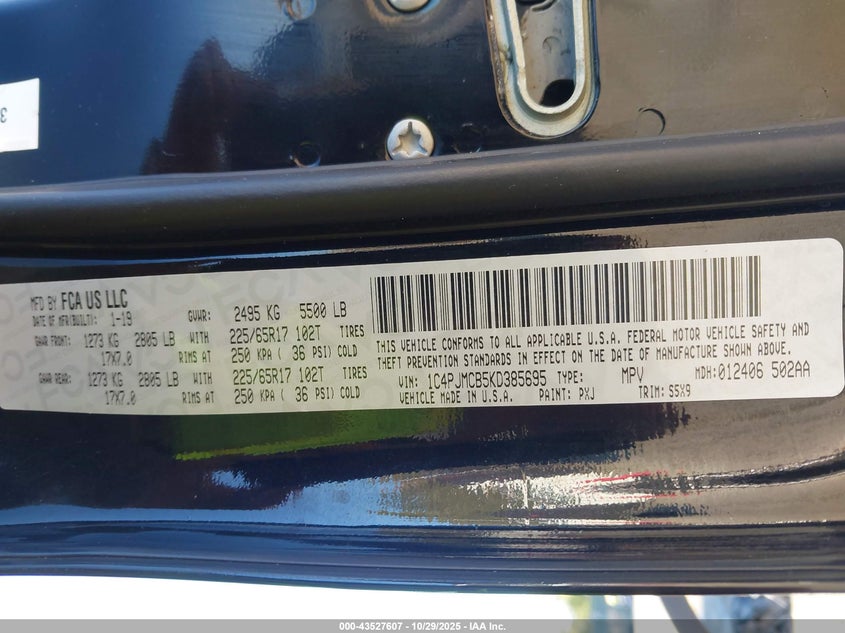 MFD BY FCA US LLC
DATE OF MFR(BUILT): 1-19 GVWR: 2495 KG 5500 LB
GAWR FRONT: 1273 KG 2805 LB WITH 225/65R17 102T TIRES
17X7.0 RIMS AT 250 KPA ( 36 PSI) COLD
GAWR REAR: 1273 KG 2805 LB WITH 225/65R17 102T TIRES
17X7.0 RIMS AT 250 KPA ( 36 PSI) COLD
THIS VEHICLE CONFORMS TO ALL APPLICABLE U.S.A. FEDERAL MOTOR VEHICLE SAFETY AND
THEFT PREVENTION STANDARDS IN EFFECT ON THE DATE OF MANUFACTURE SHOWN ABOVE.
VIN: 1C4PJMCB5KD385695 TYPE: MPV MDH:012406 502AA
VEHICLE MADE IN U.S.A. PAINT: PXJ TRIM: S5X9
000-43527607 / 10/29/2025 - IAA Inc.